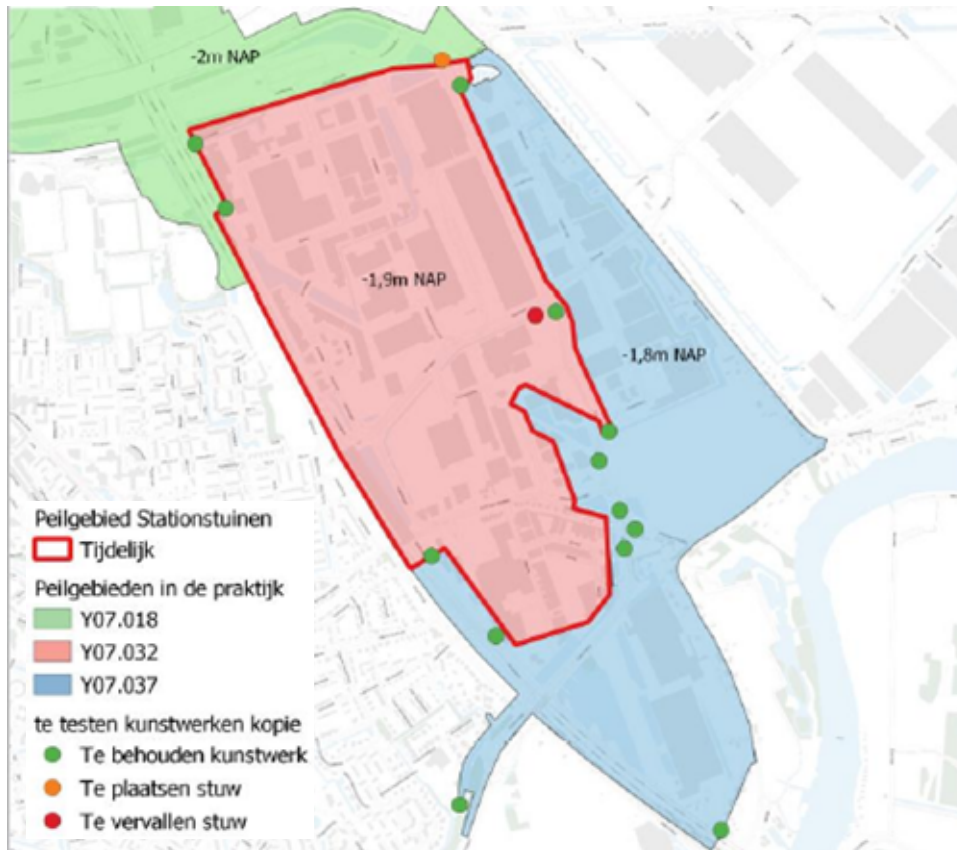 -2m NAP
-1,9m NAP
-1,8m NAP
Peilgebied Stationstuinen
Tijdelijk
Peilgebieden in de praktijk
Y07.018
Y07.032
Y07.037
te testen kunstwerken kopie
Te behouden kunstwerk
Te plaatsen stuw
Te vervallen stuw